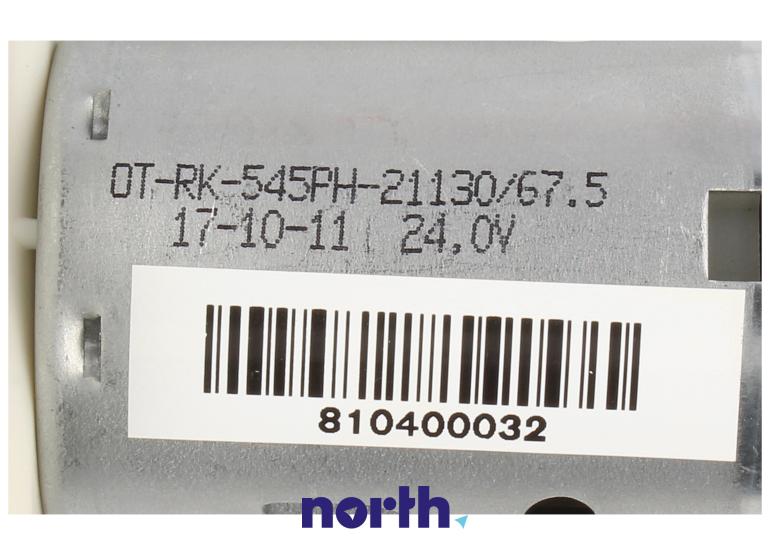 OT-RK-545PH-21130/67.5
17-10-11 24,0V
810400032
north